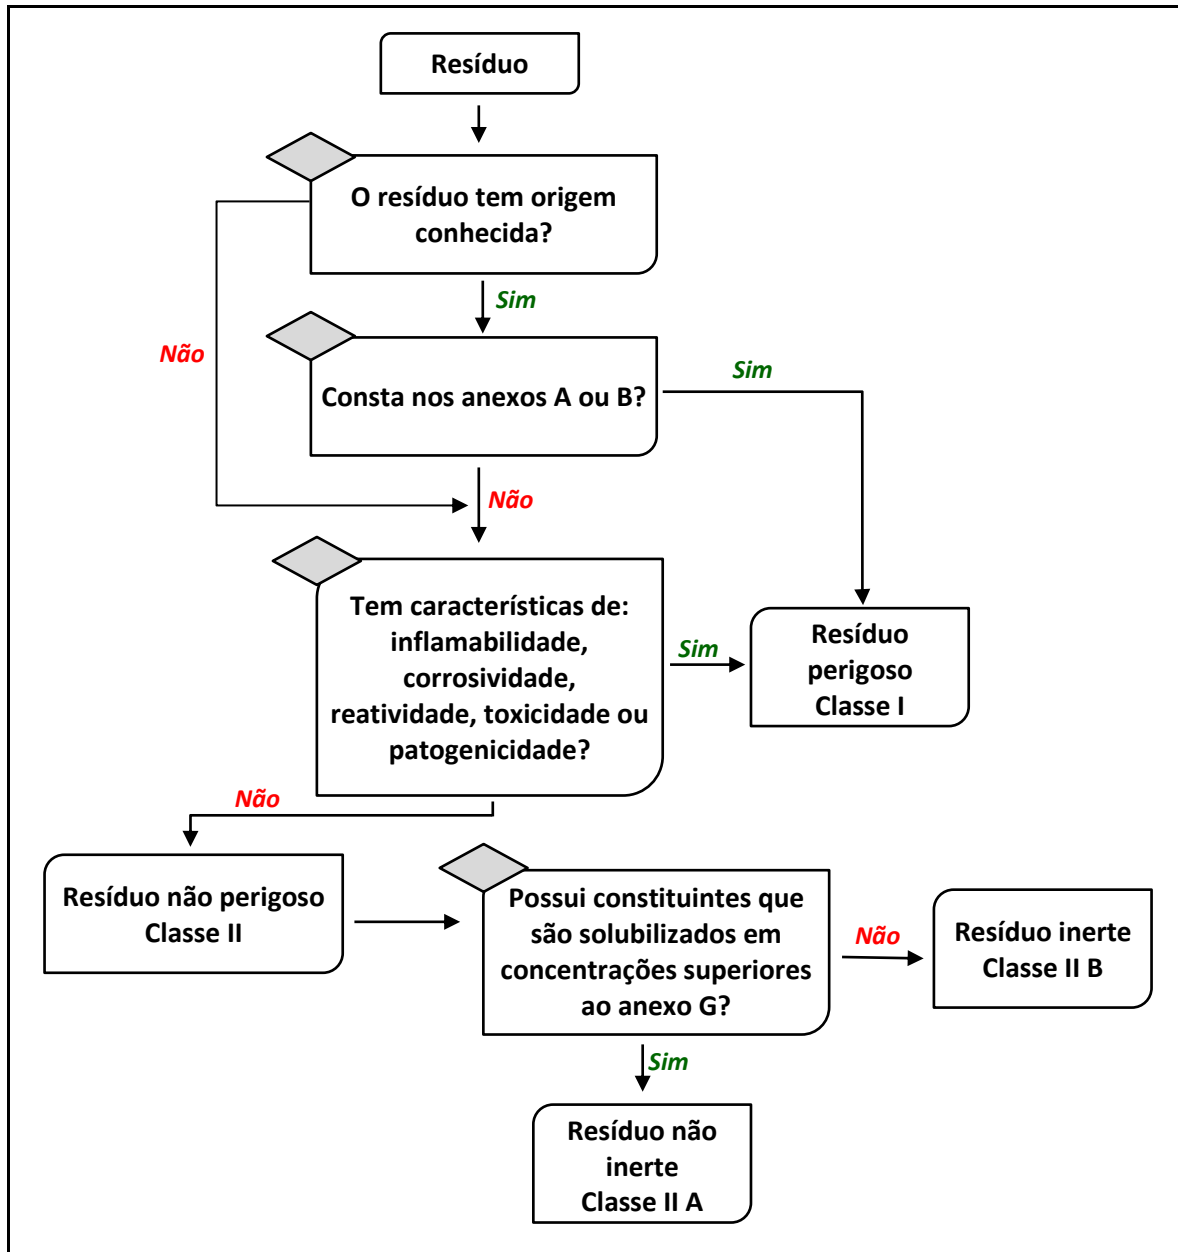 Resíduo
O resíduo tem origem
conhecida?
Sim
Não
Consta nos anexos A ou B?
Sim
Não
Tem características de:
inflamabilidade,
corrosividade,
reatividade, toxicidade ou
patogenicidade?
Sim
Resíduo
perigoso
Classe I
Não
Resíduo não perigoso
Classe II
Possui constituintes que
são solubilizados em
concentrações superiores
ao anexo G?
Não
Resíduo inerte
Classe II B
Sim
Resíduo não
inerte
Classe II A